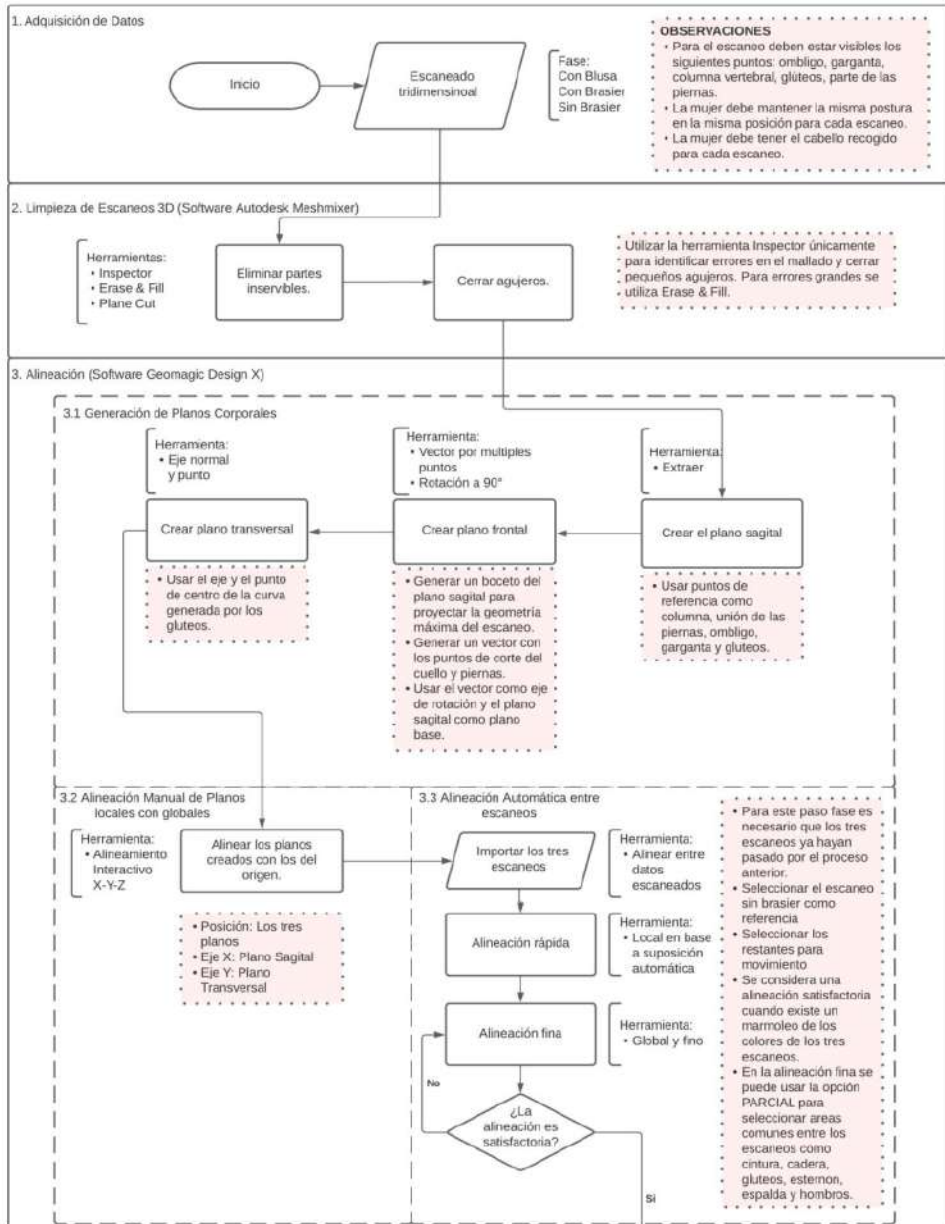 1. Adquisición de Datos
Inicio
Escaneado
tridimensinoal
Fase:
Con Blusa
Con Brasier
Sin Brasier
OBSERVACIONES
• Para el escaneo deben estar visibles los
siguientes puntos: ombligo, garganta,
columna vertebral, glúteos, parte de las
piernas.
• La mujer debe mantener la misma postura
en la misma posición para cada escaneo.
• La mujer debe tener el cabello recogido
para cada escaneo.
2. Limpieza de Escaneos 3D (Software Autodesk Meshmixer)
Herramientas:
• Inspector
• Erase & Fill
• Plane Cut
Eliminar partes
inservibles.
Cerrar agujeros.
Utilizar la herramienta Inspector únicamente
para identificar errores en el mallado y cerrar
pequeños agujeros. Para errores grandes se
utiliza Erase & Fill.
3. Alineación (Software Geomagic Design X)
3.1 Generación de Planos Corporales
Herramienta:
• Eje normal
y punto
Crear plano transversal
• Usar el eje y el punto
de centro de la curva
generada por los
gluteos.
Herramienta:
• Vector por multiples
puntos
• Rotación a 90°
Crear plano frontal
• Generar un boceto del
plano sagital para
proyectar la geometría
máxima del escaneo.
• Generar un vector con
los puntos de corte del
cuello y piernas.
• Usar el vector como eje
de rotación y el plano
sagital como plano
base.
Herramienta:
• Extraer
Crear el plano sagital
• Usar puntos de
referencia como
columna, unión de las
piernas, ombligo,
garganta y gluteos.
3.2 Alineación Manual de Planos
locales con globales
Herramienta:
• Alineamiento
Interactivo
X-Y-Z
Alinear los planos
creados con los del
origen.
• Posición: Los tres
planos
• Eje X: Plano Sagital
• Eje Y: Plano
Transversal
3.3 Alineación Automática entre
escaneos
Importar los tres
escaneos
Herramienta:
• Alinear entre
datos
escaneados
Alineación rápida
Herramienta:
• Local en base
a suposición
automática
Alineación fina
Herramienta:
• Global y fino
No
¿La
alineación es
satisfactoria?
Si
• Para este paso fase es
necesario que los tres
escaneos ya hayan
pasado por el proceso
anterior.
• Seleccionar el escaneo
sin brasier como
referencia
• Seleccionar los
restantes para
movimiento
• Se considera una
alineación satisfactoria
cuando existe un
marmoleo de los
colores de los tres
escaneos.
• En la alineación fina se
puede usar la opción
PARCIAL para
seleccionar areas
comunes entre los
escaneos como
cintura, cadera,
gluteos, esternon,
espalda y hombros.